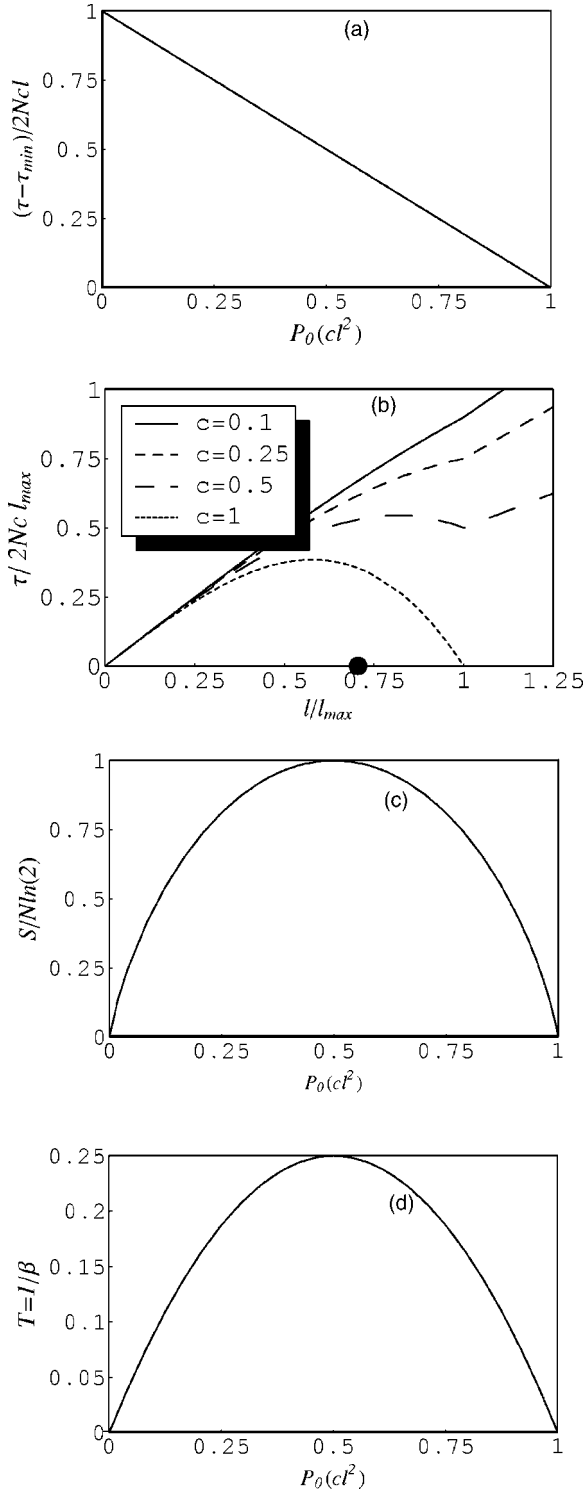 (a)
1
0.75
0.5
0.25
0
(τ−τmin)/2Ncl
0 0.25 0.5 0.75 1
P0(cl²)
(b)
1
0.75
0.5
0.25
0
τ/ 2Nc lmax
c=0.1
c=0.25
c=0.5
c=1
0 0.25 0.5 0.75 1 1.25
l/lmax
(c)
1
0.75
0.5
0.25
0
S/Nln(2)
0 0.25 0.5 0.75 1
P0(cl²)
(d)
0.25
0.2
0.15
0.1
0.05
0
T=1/β
0 0.25 0.5 0.75 1
P0(cl²)